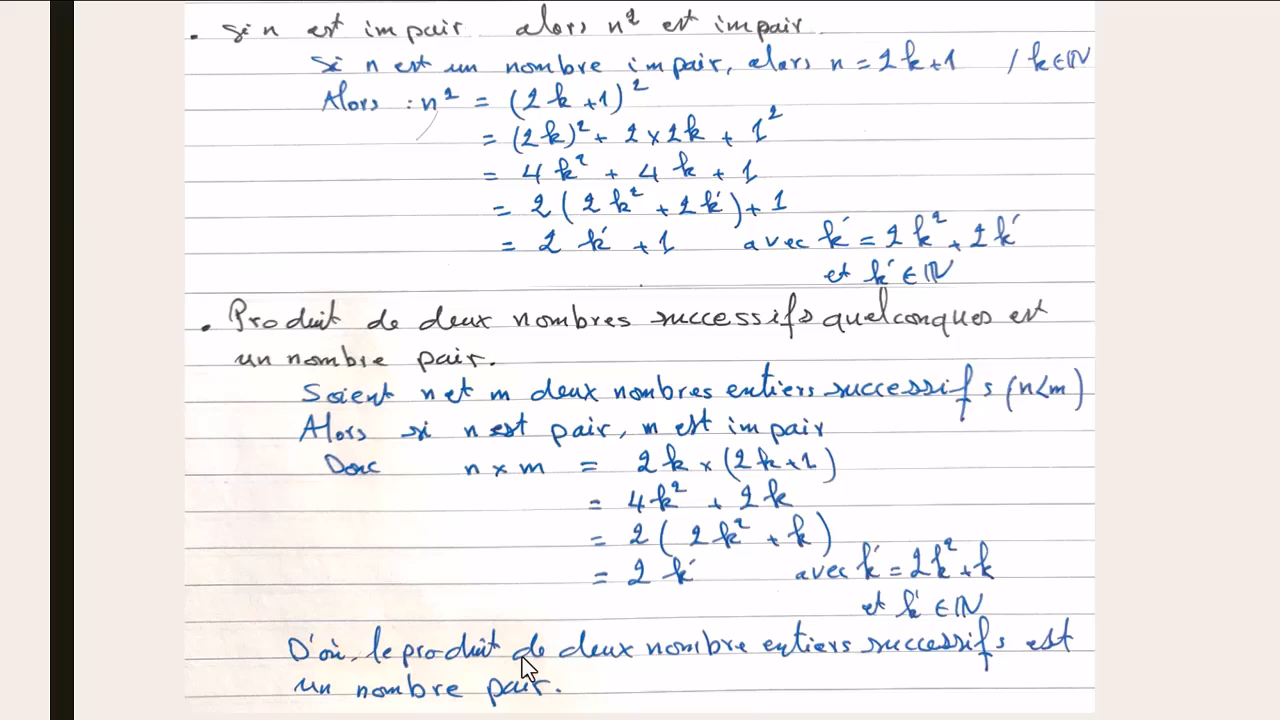 . si n est impair alors n² est impair
Si n est un nombre impair, alors n = 2k+1 / k∈ℕ
Alors : n² = (2k+1)²
= (2k)² + 2×2k + 1²
= 4k² + 4k + 1
= 2(2k² + 2k') + 1
= 2k' + 1 avec k' = 2k² + 2k'
et k' ∈ ℕ
. Produit de deux nombres successifs quelconques est
un nombre pair.
Soient n et m deux nombres entiers successifs (n<m)
Alors si n est pair, m est impair
Donc n × m = 2k × (2k+1)
= 4k² + 2k
= 2(2k² + k)
= 2k' avec k' = 2k² + k
et k' ∈ ℕ
D'où, le produit de deux nombre entiers successifs est
un nombre pair.